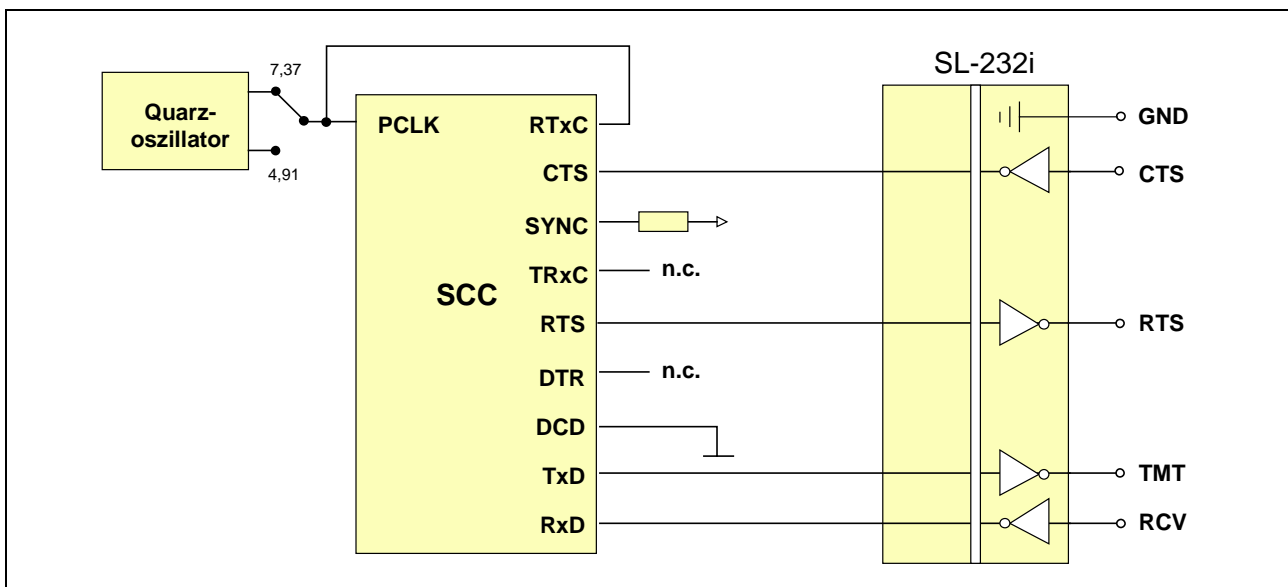 SL-232i
7,37
Quarz-
oszillator
4,91
PCLK
SCC
RTxC
CTS
SYNC
TRxC
n.c.
RTS
DTR
n.c.
DCD
TxD
RxD
GND
CTS
RTS
TMT
RCV